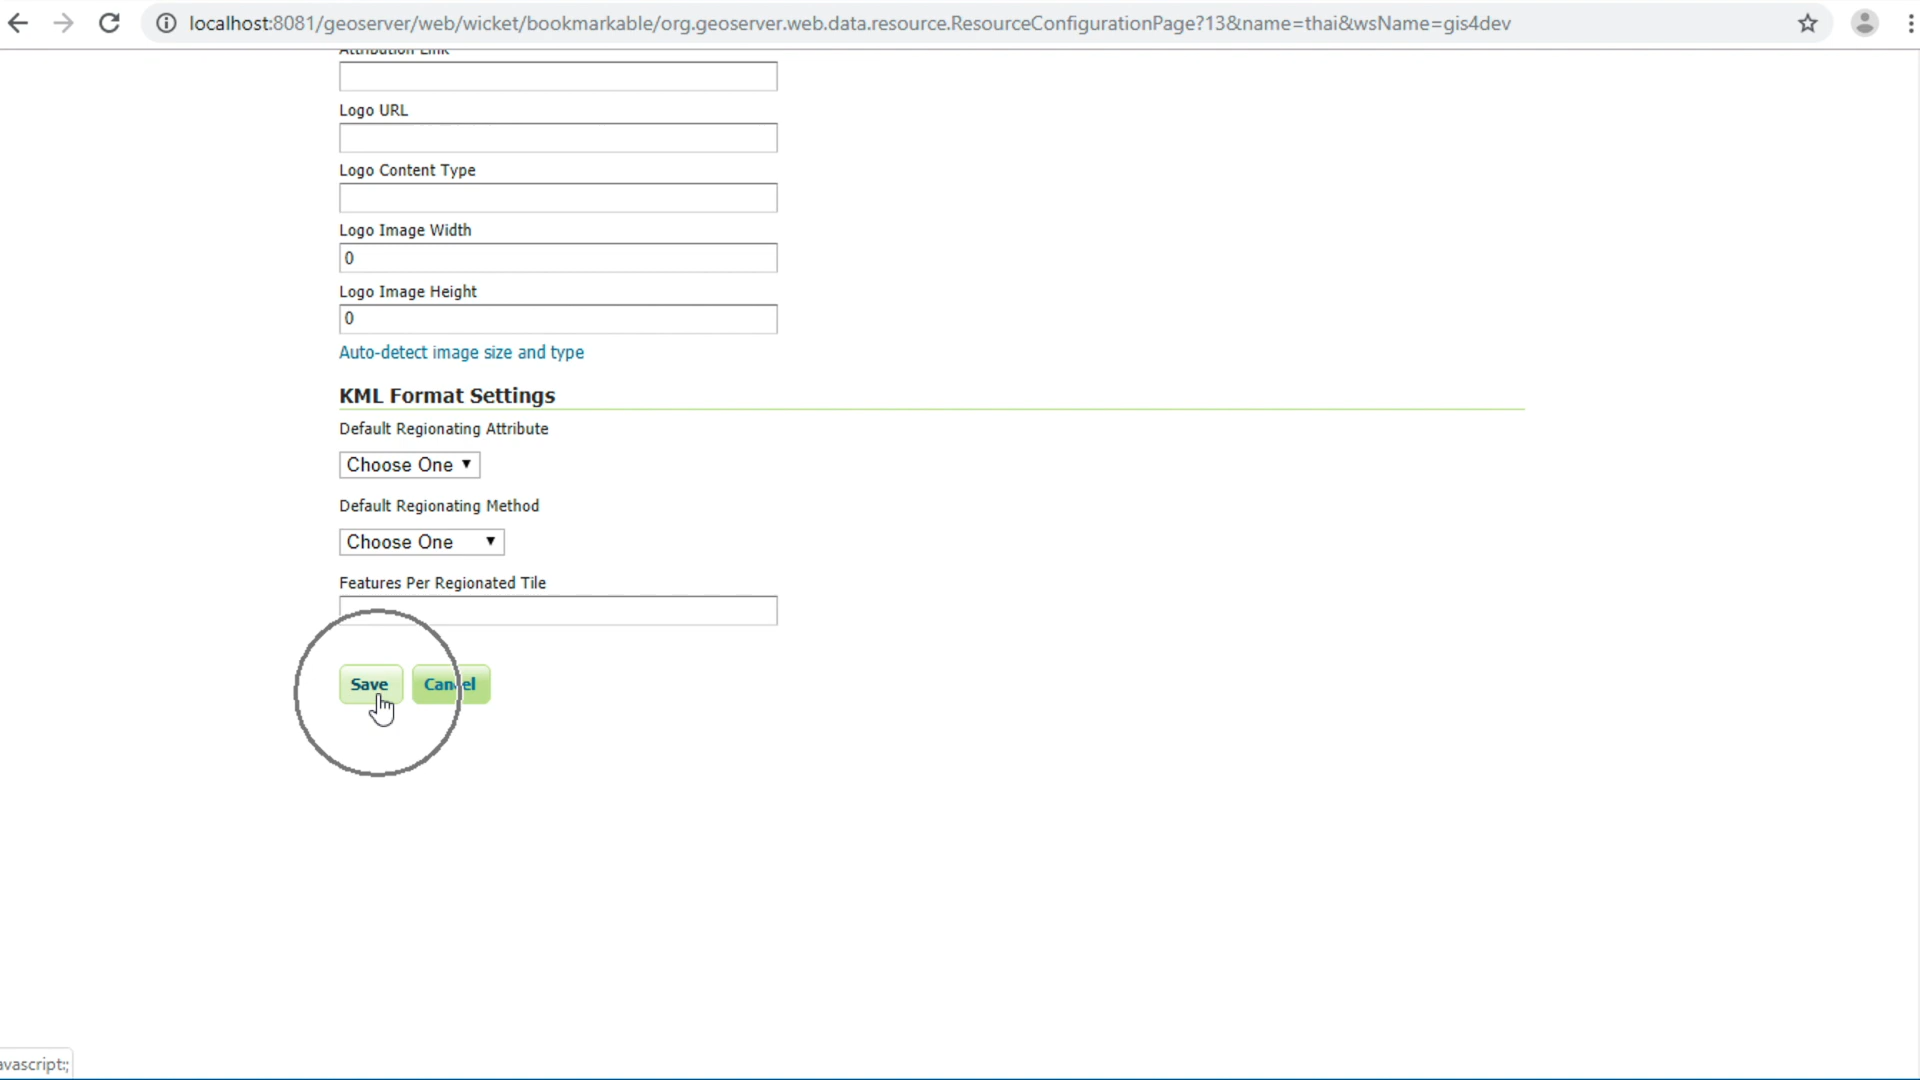 localhost:8081/geoserver/web/wicket/bookmarkable/org.geoserver.web.data.resource.ResourceConfigurationPage?13&name=thai&wsName=gis4dev
Attribution Link
Logo URL
Logo Content Type
Logo Image Width
0
Logo Image Height
0
Auto-detect image size and type
KML Format Settings
Default Regionating Attribute
Choose One
Default Regionating Method
Choose One
Features Per Regionated Tile
Save Cancel
avascript:;